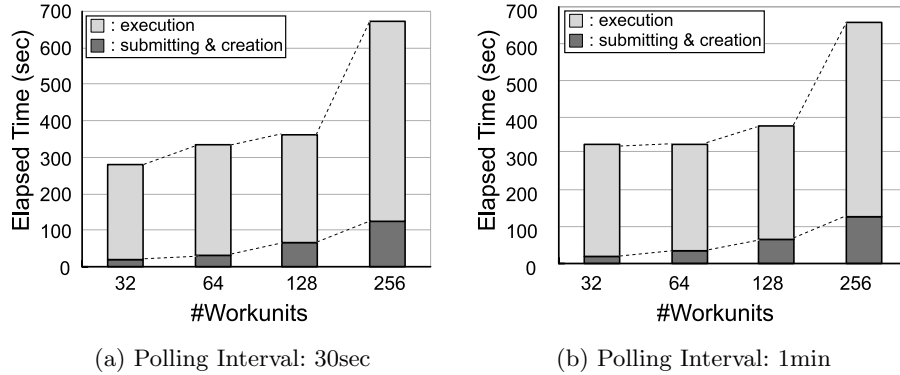 700
600
500
400
300
200
100
0
Elapsed Time (sec)
: execution
: submitting & creation
32 64 128 256
#Workunits
(a) Polling Interval: 30sec
700
600
500
400
300
200
100
0
Elapsed Time (sec)
: execution
: submitting & creation
32 64 128 256
#Workunits
(b) Polling Interval: 1min